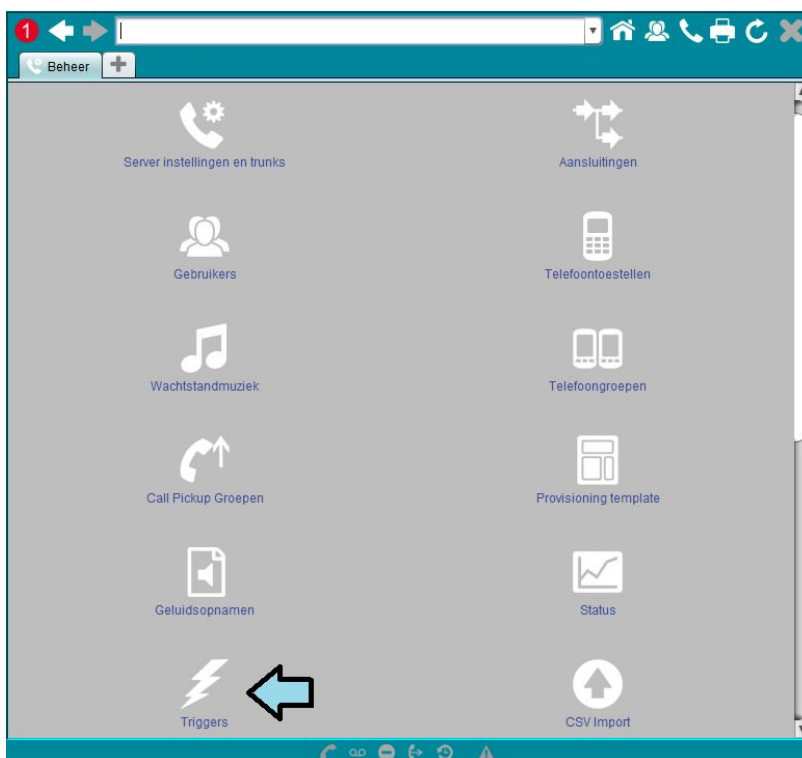 1
Beheer
Server instellingen en trunks
Aansluitingen
Gebruikers
Telefoontoestellen
Wachtstandmuziek
Telefoongroepen
Call Pickup Groepen
Provisioning template
Geluidsopnamen
Status
Triggers
CSV Import